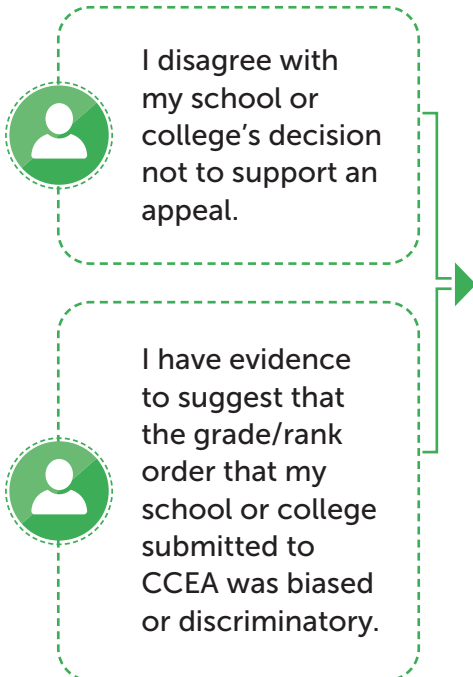 I disagree with
my school or
college’s decision
not to support an
appeal.
I have evidence
to suggest that
the grade/rank
order that my
school or college
submitted to
CCEA was biased
or discriminatory.